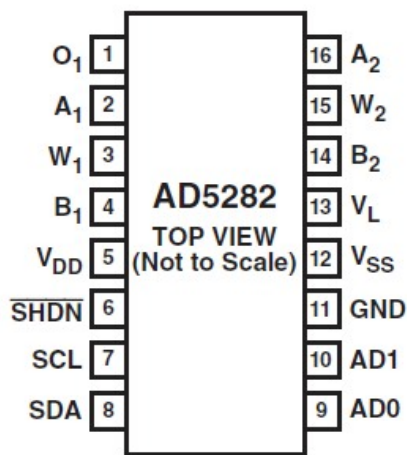 O1 1 16 A2
A1 2 15 W2
W1 3 14 B2
B1 4 13 VL
VDD 5 12 VSS
SHDN 6 11 GND
SCL 7 10 AD1
SDA 8 9 AD0
AD5282
TOP VIEW
(Not to Scale)